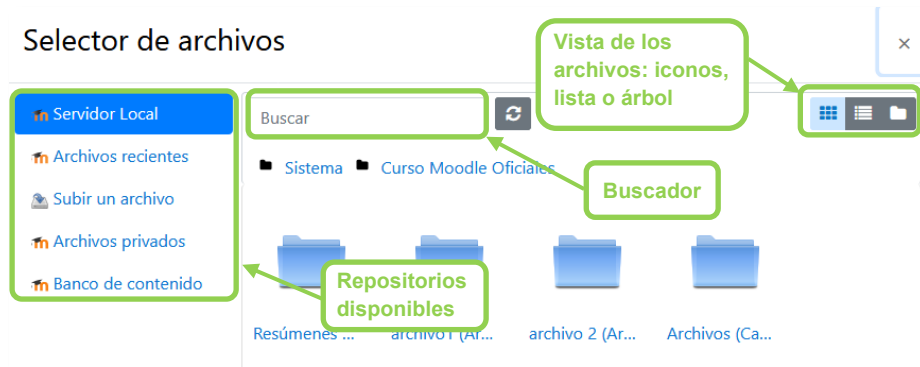 Selector de archivos
Vista de los
archivos: iconos,
lista o árbol
×
Servidor Local
Archivos recientes
Subir un archivo
Archivos privados
Banco de contenido
Buscar
Sistema Curso Moodle Oficiales
Buscador
Repositorios
disponibles
Resúmenes ...
archivo1 (Ar...
archivo 2 (Ar...
Archivos (Ca...